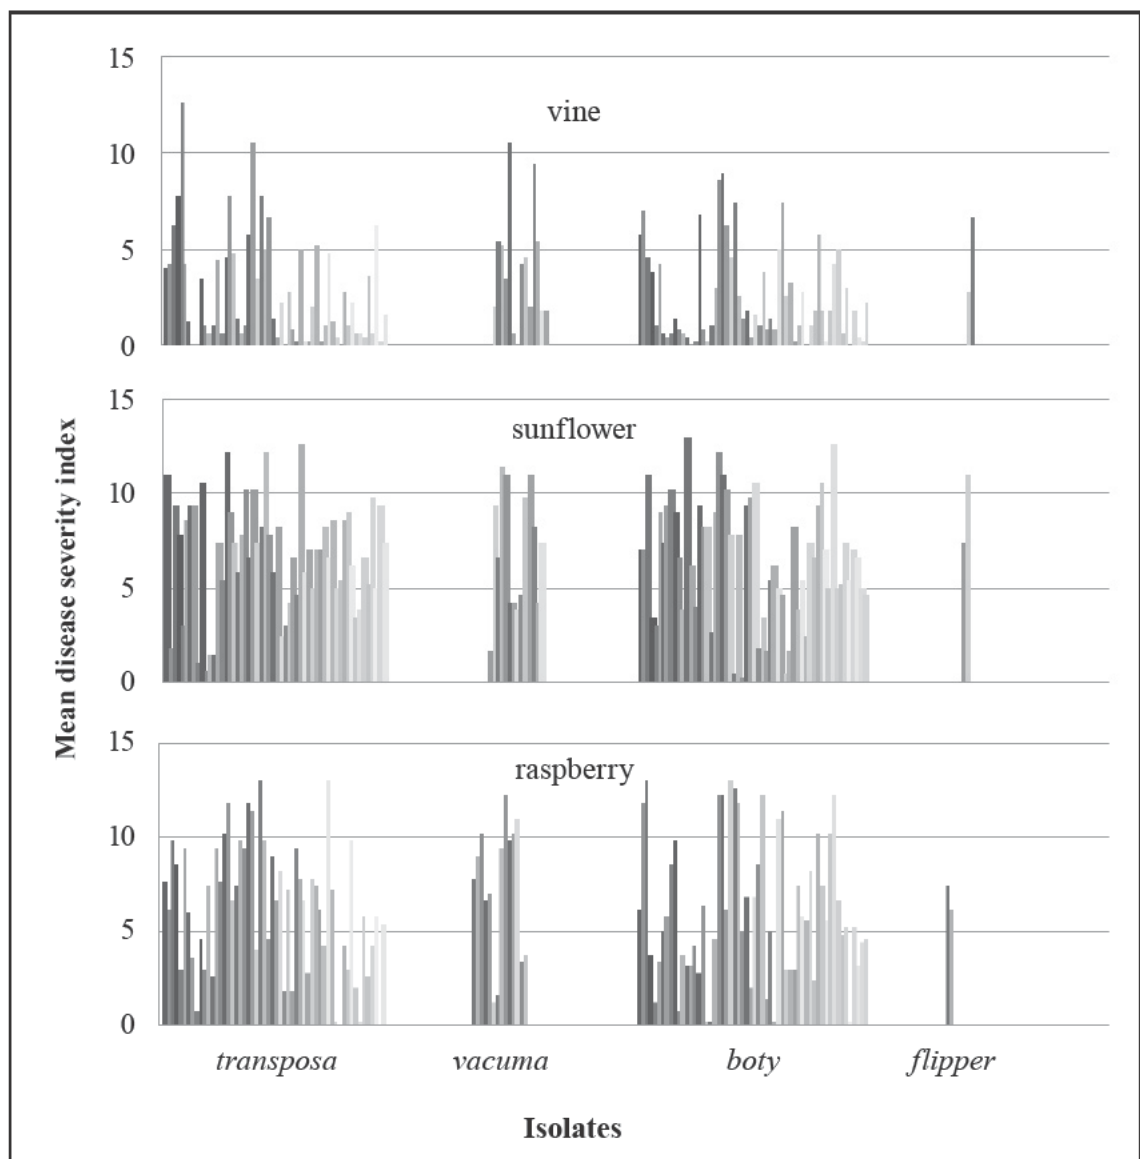 15
vine
10
5
0
15
sunflower
10
5
0
Mean disease severity index
15
raspberry
10
5
0
transposa vacuma boty flipper
Isolates